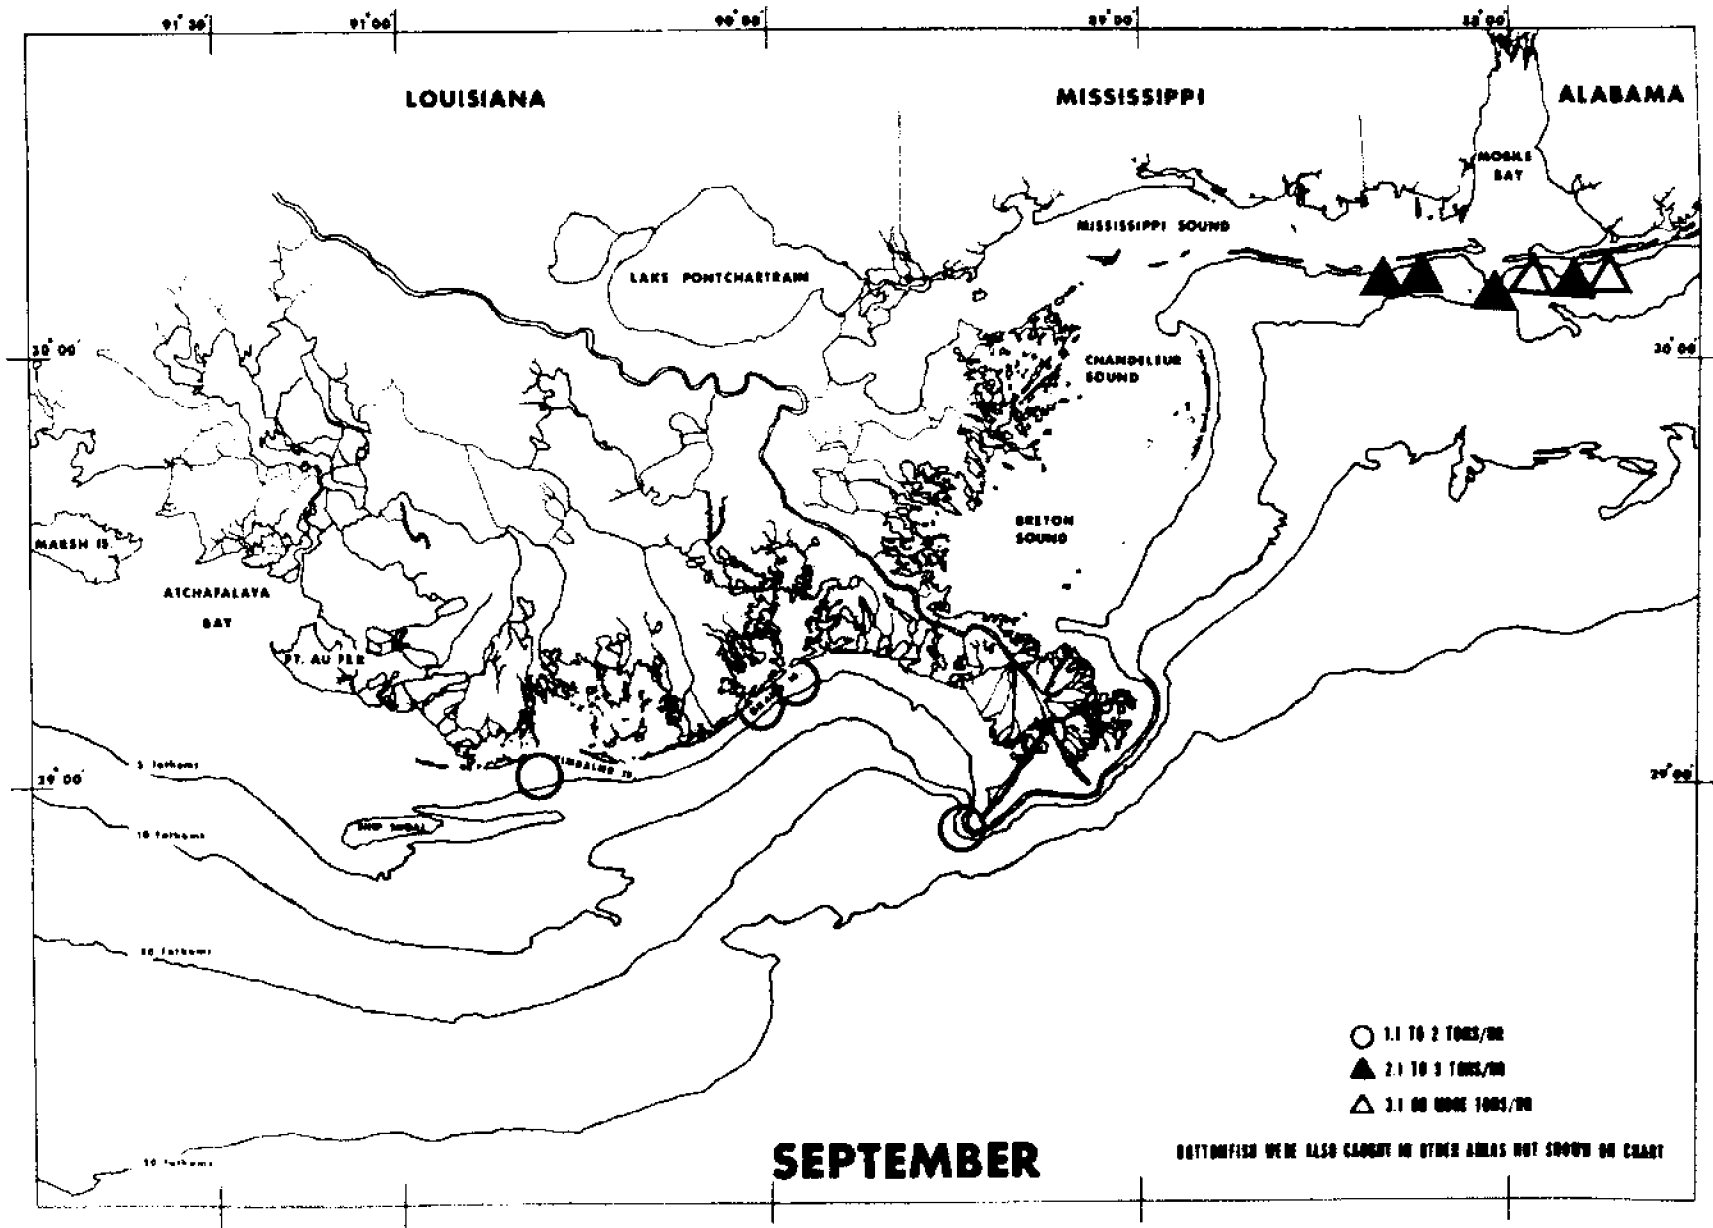 91° 30'
91° 00'
90° 00'
89° 00'
88° 00'
LOUISIANA
MISSISSIPPI
ALABAMA
MOBILE
BAY
MISSISSIPPI SOUND
LAKE PONTCHARTRAIN
30° 00'
30° 00'
CHANDELEUR
SOUND
BRETON
SOUND
MARSH IS.
ATCHAFALAYA
BAY
PT. AU FER
TIMBALIER IS.
5 fathoms
29° 00'
29° 00'
SHIP SHOAL
10 fathoms
fathoms
fathoms
1.1 TO 2 TONS/HR
2.1 TO 3 TONS/HR
3.1 OR MORE TONS/HR
SEPTEMBER
BOTTOMFISH WERE ALSO CAUGHT IN OTHER AREAS NOT SHOWN ON CHART